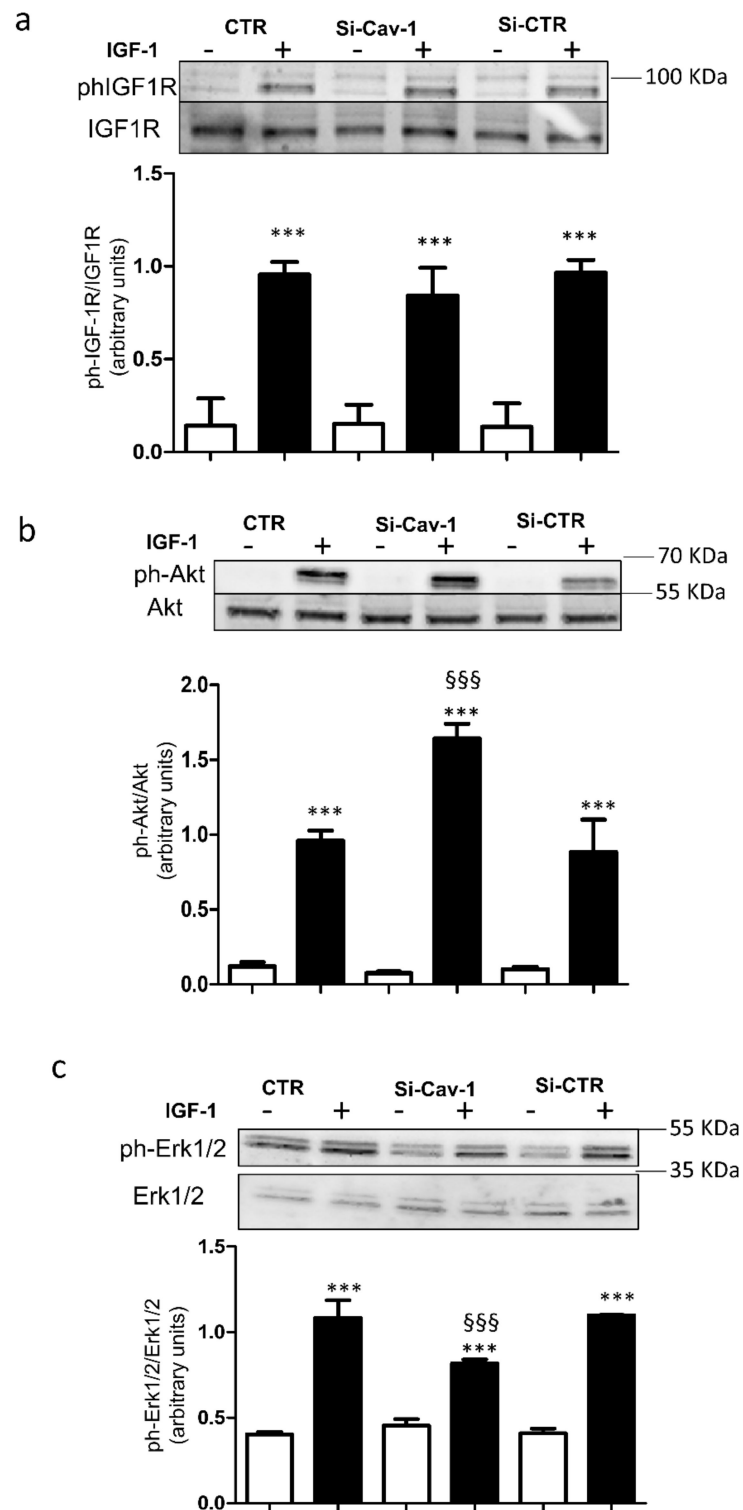 a
CTR Si-Cav-1 Si-CTR
IGF-1 - + - + - +
phIGF1R 100 KDa
IGF1R
1.5
1.0
0.5
0.0
ph-IGF-1R/IGF1R
(arbitrary units)
*** *** ***
b
CTR Si-Cav-1 Si-CTR
IGF-1 - + - + - +
70 KDa
ph-Akt
55 KDa
Akt
2.0
1.5
1.0
0.5
0.0
ph-Akt/Akt
(arbitrary units)
§§§
*** *** ***
c
CTR Si-Cav-1 Si-CTR
IGF-1 - + - + - +
55 KDa
ph-Erk1/2
35 KDa
Erk1/2
1.5
1.0
0.5
0.0
ph-Erk1/2/Erk1/2
(arbitrary units)
§§§
*** *** ***